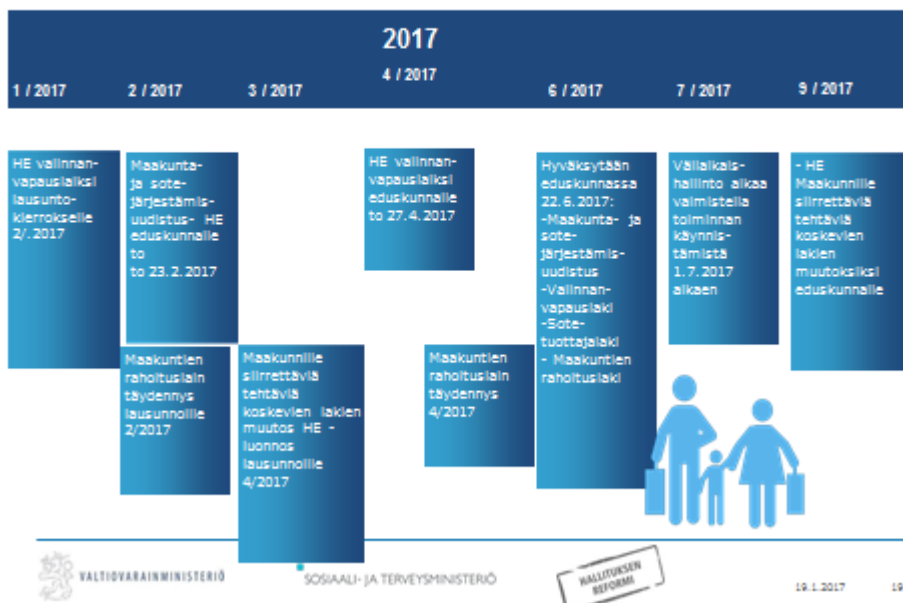 2017
1 / 2017
2 / 2017
3 / 2017
4 / 2017
6 / 2017
7 / 2017
9 / 2017
HE valinnan-
vapauslaiksi
lausunto-
kierrokselle
2/.2017
Maakunta-
ja sote-
järjestämis-
uudistus- HE
eduskunnalle
to
to 23.2.2017
HE valinnan-
vapauslaiksi
eduskunnalle
to 27.4.2017
Hyväksytään
eduskunnassa
22.6.2017:
-Maakunta- ja
sote-
järjestämis-
uudistus
-Valinnan-
vapauslaki
-Sote-
tuottajalaki
- Maakuntien
rahoituslaki
Väliaikais-
hallinto alkaa
valmistella
toiminnan
käynnis-
tämistä
1.7.2017
alkaen
- HE
Maakunnille
siirrettäviä
tehtäviä
koskevien
lakien
muutoksiksi
eduskunnalle
Maakuntien
rahoituslain
täydennys
lausunnoille
2/2017
Maakunnille
siirrettäviä
tehtäviä
koskevien lakien
muutos HE -
luonnos
lausunnoille
4/2017
Maakuntien
rahoituslain
täydennys
4/2017
VALTIOVARAINMINISTERIÖ
SOSIAALI- JA TERVEYSMINISTERIÖ
HALLITUKSEN
REFORMI
19.1.2017
19